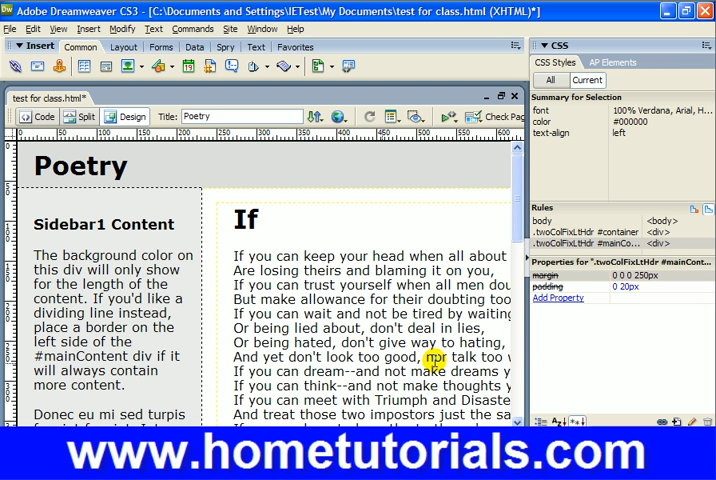 Adobe Dreamweaver CS3 - [C:\Documents and Settings\IETest\My Documents\test for class.html (XHTML)*]
File Edit View Insert Modify Text Commands Site Window Help
Insert Common Layout Forms Data Spry Text Favorites
CSS
CSS Styles AP Elements
All Current
Summary for Selection
font 100% Verdana, Arial, H...
color #000000
text-align left
test for class.html*
Code Split Design Title: Poetry Check Pag
0 50 100 150 200 250 300 350 400 450 500
Poetry
Sidebar1 Content
The background color on
this div will only show
for the length of the
content. If you'd like a
dividing line instead,
place a border on the
left side of the
#mainContent div if it
will always contain
more content.
Donec eu mi sed turpis
If
If you can keep your head when all about
Are losing theirs and blaming it on you,
If you can trust yourself when all men dou
But make allowance for their doubting too
If you can wait and not be tired by waiting
Or being lied about, don't deal in lies,
Or being hated, don't give way to hating,
And yet don't look too good, nor talk too w
If you can dream--and not make dreams y
If you can think--and not make thoughts y
If you can meet with Triumph and Disaste
And treat those two impostors just the sa
Rules
body <body>
.twoColFixLtHdr #container <div>
.twoColFixLtHdr #mainCo... <div>
Properties for ".twoColFixLtHdr #mainCont...
margin 0 0 0 250px
padding 0 20px
Add Property
www.hometutorials.com